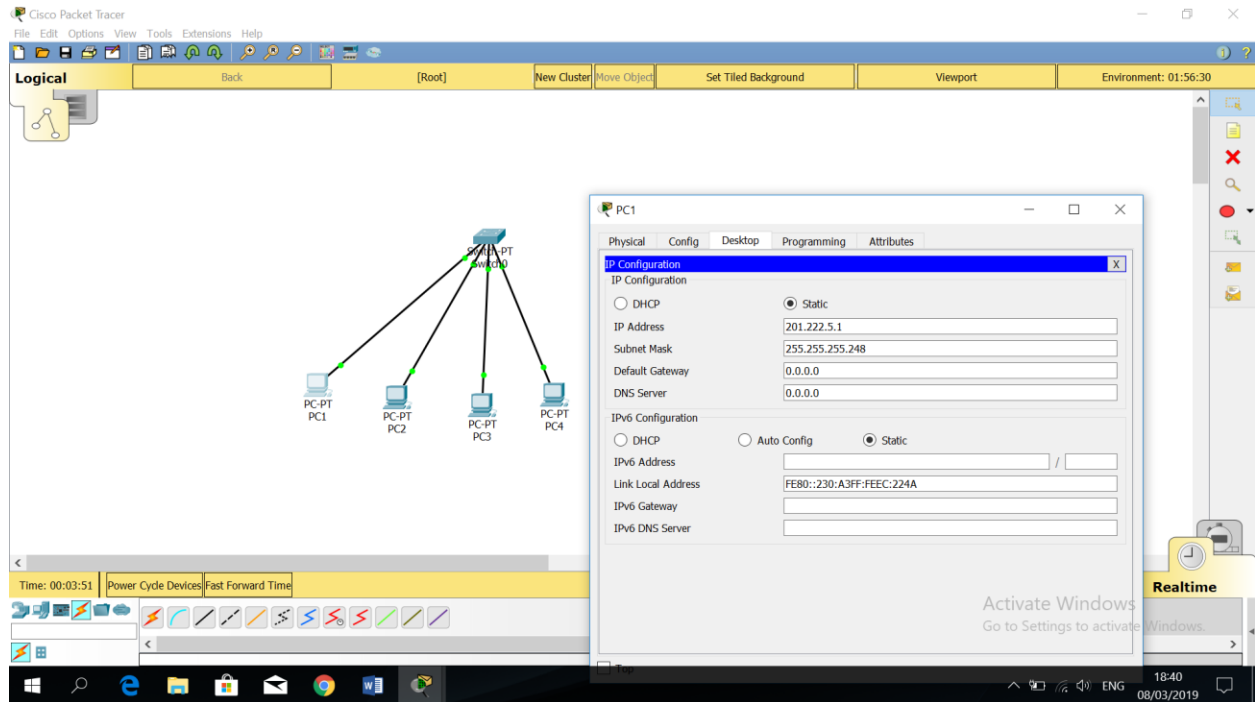 Cisco Packet Tracer
File Edit Options View Tools Extensions Help
Logical Back [Root] New Cluster Move Object Set Tiled Background Viewport Environment: 01:56:30
Switch-PT
Switch0
PC-PT
PC1
PC-PT
PC2
PC-PT
PC3
PC-PT
PC4
PC1
Physical Config Desktop Programming Attributes
IP Configuration X
IP Configuration
DHCP Static
IP Address 201.222.5.1
Subnet Mask 255.255.255.248
Default Gateway 0.0.0.0
DNS Server 0.0.0.0
IPv6 Configuration
DHCP Auto Config Static
IPv6 Address /
Link Local Address FE80::230:A3FF:FEEC:224A
IPv6 Gateway
IPv6 DNS Server
Top
Time: 00:03:51 Power Cycle Devices Fast Forward Time Realtime
Activate Windows
Go to Settings to activate Windows.
ENG 18:40
08/03/2019